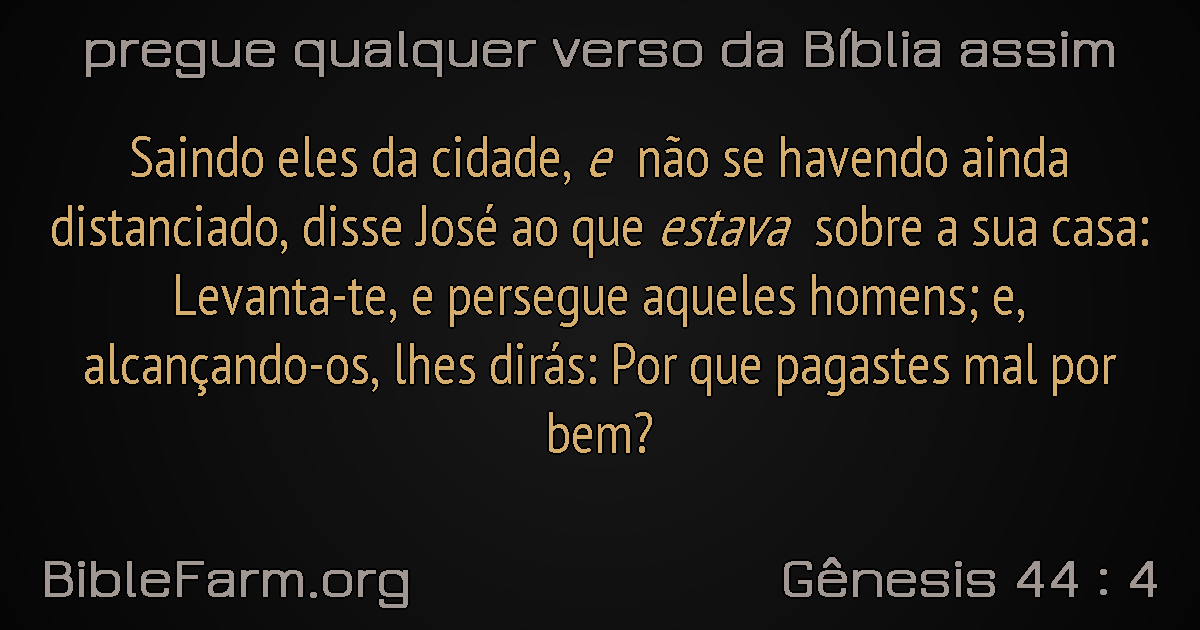 pregue qualquer verso da Bíblia assim
Saindo eles da cidade, e não se havendo ainda
distanciado, disse José ao que estava sobre a sua casa:
Levanta-te, e persegue aqueles homens; e,
alcançando-os, lhes dirás: Por que pagastes mal por
bem?
BibleFarm.org
Gênesis 44 : 4